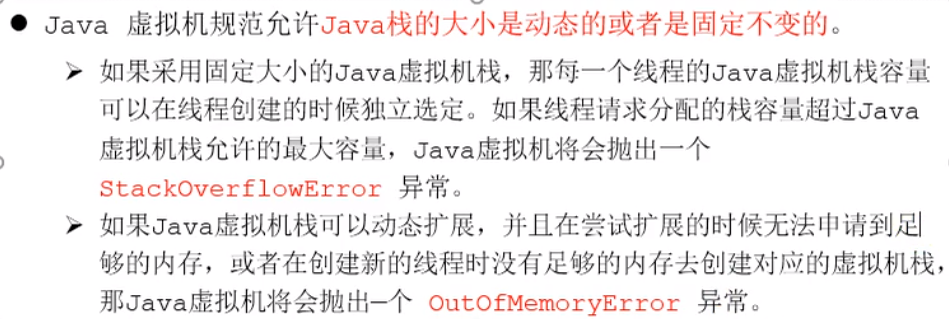 ● Java 虚拟机规范允许Java栈的大小是动态的或者是固定不变的。
➢ 如果采用固定大小的Java虚拟机栈，那每一个线程的Java虚拟机栈容量
可以在线程创建的时候独立选定。如果线程请求分配的栈容量超过Java
虚拟机栈允许的最大容量，Java虚拟机将会抛出一个
StackOverflowError 异常。
➢ 如果Java虚拟机栈可以动态扩展，并且在尝试扩展的时候无法申请到足
够的内存，或者在创建新的线程时没有足够的内存去创建对应的虚拟机栈，
那Java虚拟机将会抛出一个 OutOfMemoryError 异常。